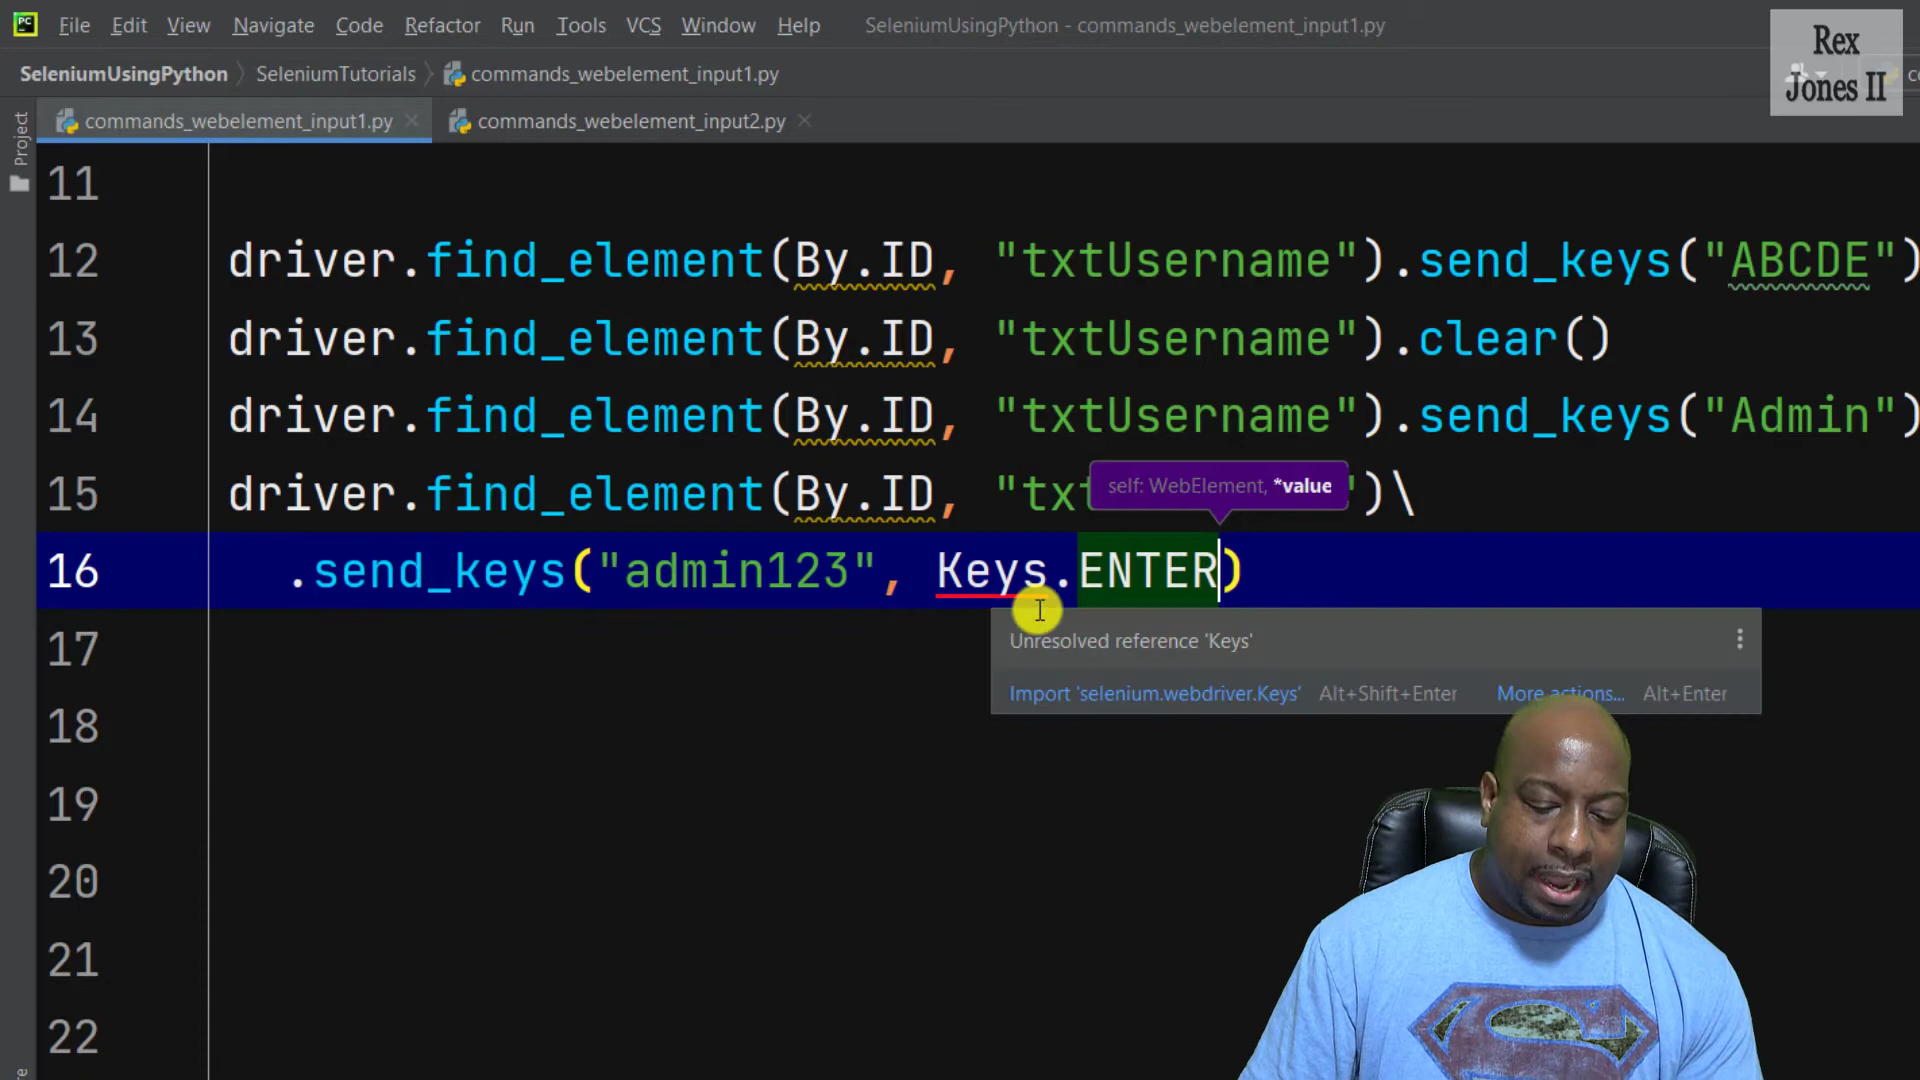 File Edit View Navigate Code Refactor Run Tools VCS Window Help SeleniumUsingPython - commands_webelement_input1.py
Rex
Jones II
SeleniumUsingPython SeleniumTutorials commands_webelement_input1.py
commands_webelement_input1.py commands_webelement_input2.py
Project
11
12 driver.find_element(By.ID, "txtUsername").send_keys("ABCDE")
13 driver.find_element(By.ID, "txtUsername").clear()
14 driver.find_element(By.ID, "txtUsername").send_keys("Admin")
15 driver.find_element(By.ID, "txt ")\
self: WebElement, *value
16 .send_keys("admin123", Keys.ENTER)
Unresolved reference 'Keys'
Import 'selenium.webdriver.Keys' Alt+Shift+Enter More actions... Alt+Enter
17
18
19
20
21
22